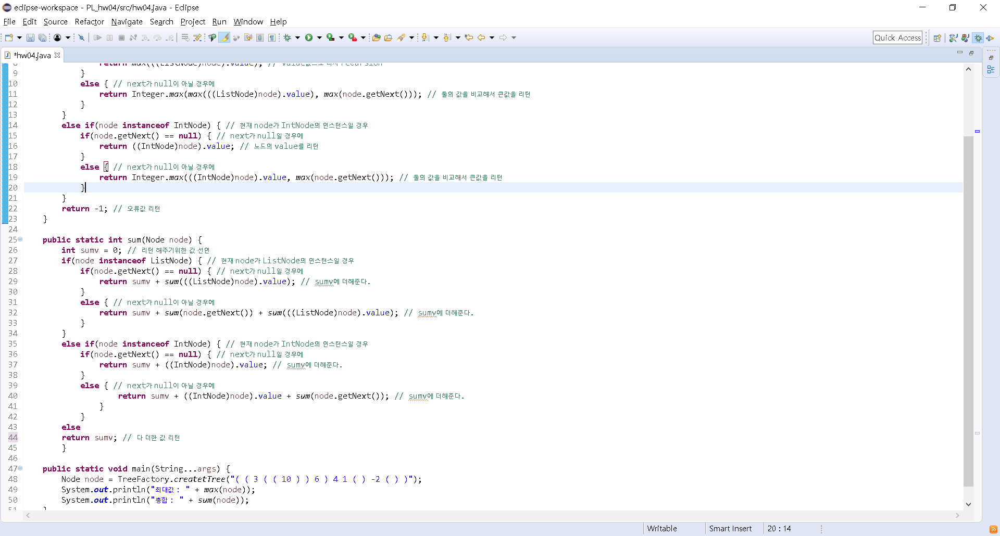 eclipse-workspace - PL_hw04/src/hw04.java - Eclipse
File Edit Source Refactor Navigate Search Project Run Window Help
Quick Access
*hw04.java
8 return max(((ListNode)node).value); // value값으로 다시 recursion
9 }
10 else { // next가 null이 아닐 경우에
11 return Integer.max(max(((ListNode)node).value), max(node.getNext())); // 둘의 값을 비교해서 큰값을 리턴
12 }
13 }
14 else if(node instanceof IntNode) { // 현재 node가 IntNode의 인스턴스일 경우
15 if(node.getNext() == null) { // next가 null일 경우에
16 return ((IntNode)node).value; // 노드의 value를 리턴
17 }
18 else { // next가 null이 아닐 경우에
19 return Integer.max(((IntNode)node).value, max(node.getNext())); // 둘의 값을 비교해서 큰값을 리턴
20 }
21 }
22 return -1; // 오류값 리턴
23 }
24
25 public static int sum(Node node) {
26 int sumv = 0; // 리턴 해주기위한 값 선언
27 if(node instanceof ListNode) { // 현재 node가 ListNode의 인스턴스일 경우
28 if(node.getNext() == null) { // next가 null일 경우에
29 return sumv + sum(((ListNode)node).value); // sumv에 더해준다.
30 }
31 else { // next가 null이 아닐 경우에
32 return sumv + sum(node.getNext()) + sum(((ListNode)node).value); // sumv에 더해준다.
33 }
34 }
35 else if(node instanceof IntNode) { // 현재 node가 IntNode의 인스턴스일 경우
36 if(node.getNext() == null) { // next가 null일 경우에
37 return sumv + ((IntNode)node).value; // sumv에 더해준다.
38 }
39 else { // next가 null이 아닐 경우에
40 return sumv + ((IntNode)node).value + sum(node.getNext()); // sumv에 더해준다.
41 }
42 }
43 else
44 return sumv; // 다 더한 값 리턴
45 }
46
47 public static void main(String...args) {
48 Node node = TreeFactory.createtTree("( ( 3 ( ( 10 ) ) 6 ) 4 1 ( ) -2 ( ) )");
49 System.out.println("최대값 : " + max(node));
50 System.out.println("총합 : " + sum(node));
51 }
Writable Smart Insert 20 : 14